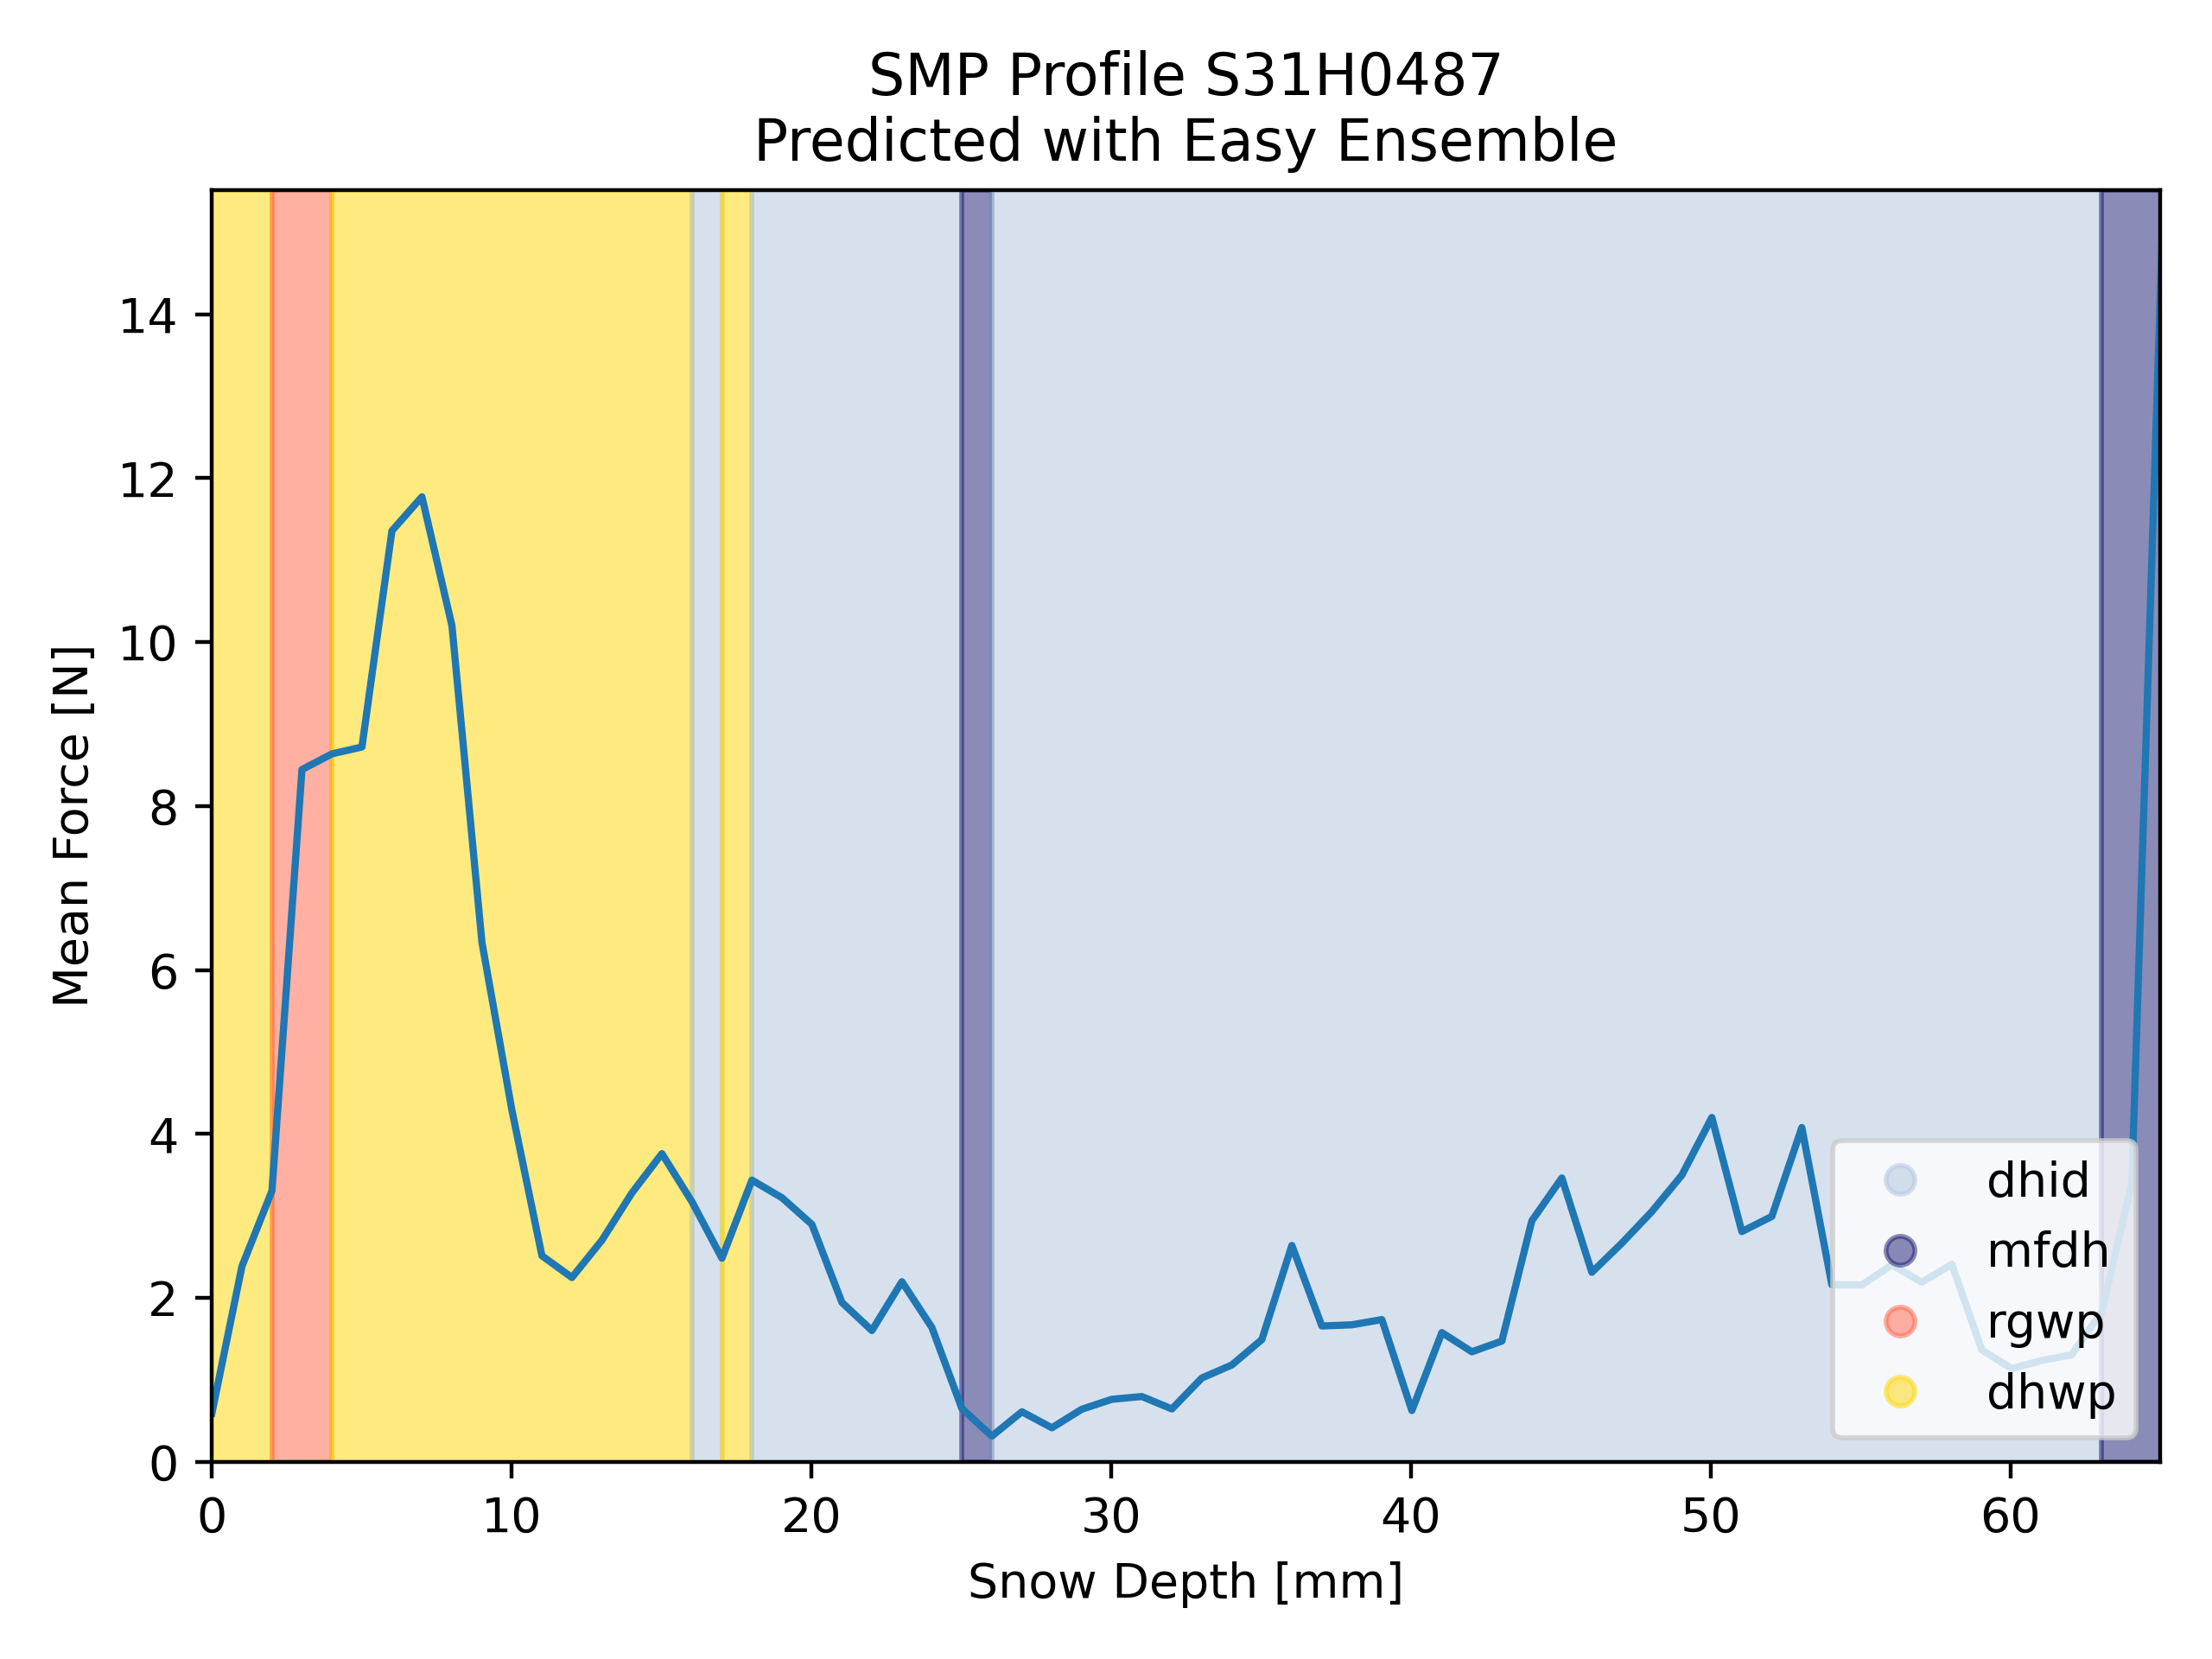 SMP Profile S31H0487
Predicted with Easy Ensemble
Mean Force [N]
14
12
10
8
6
4
2
0
0 10 20 30 40 50 60
Snow Depth [mm]
dhid
mfdh
rgwp
dhwp